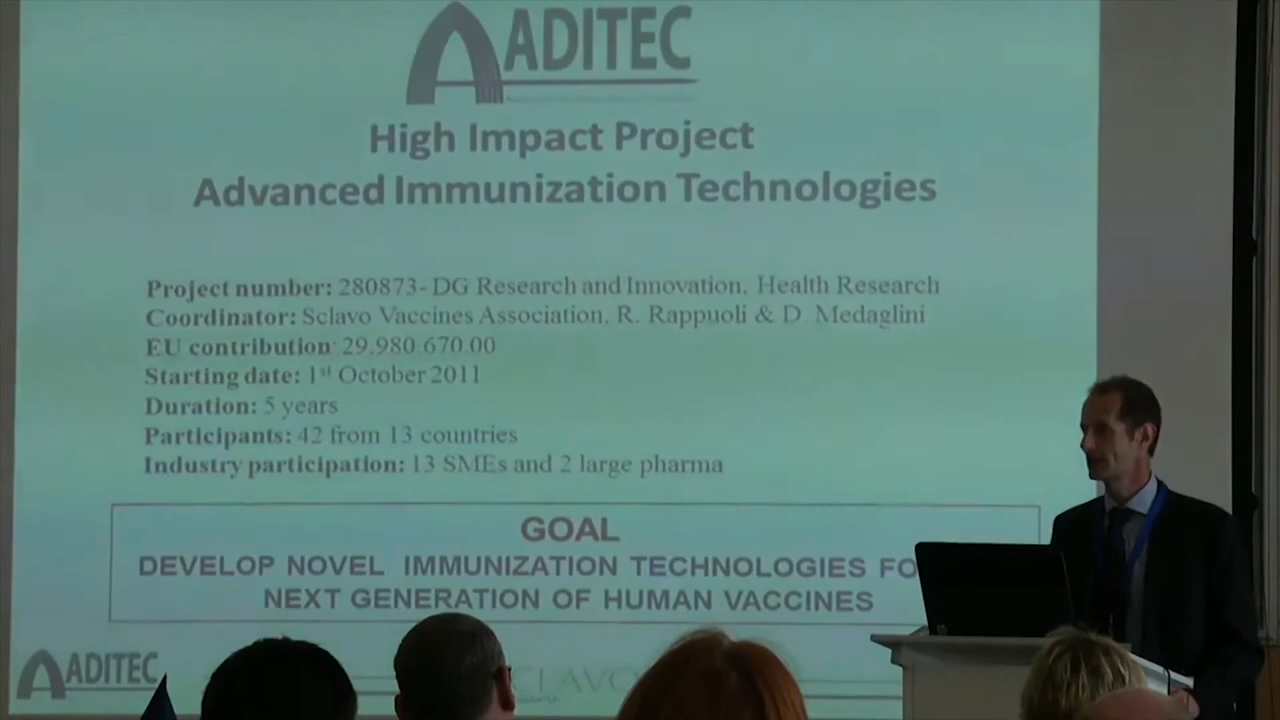 ADITEC
High Impact Project
Advanced Immunization Technologies
Project number: 280873- DG Research and Innovation, Health Research
Coordinator: Sclavo Vaccines Association, R. Rappuoli & D. Medaglini
EU contribution: 29.980.670.00
Starting date: 1st October 2011
Duration: 5 years
Participants: 42 from 13 countries
Industry participation: 13 SMEs and 2 large pharma
GOAL
DEVELOP NOVEL IMMUNIZATION TECHNOLOGIES FO
NEXT GENERATION OF HUMAN VACCINES
ADITEC
CLAVO